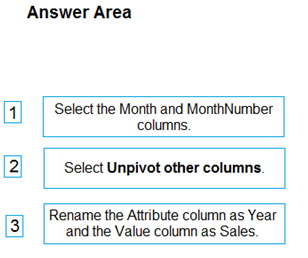 Answer Area
1
Select the Month and MonthNumber
columns.
2
Select Unpivot other columns.
3
Rename the Attribute column as Year
and the Value column as Sales.